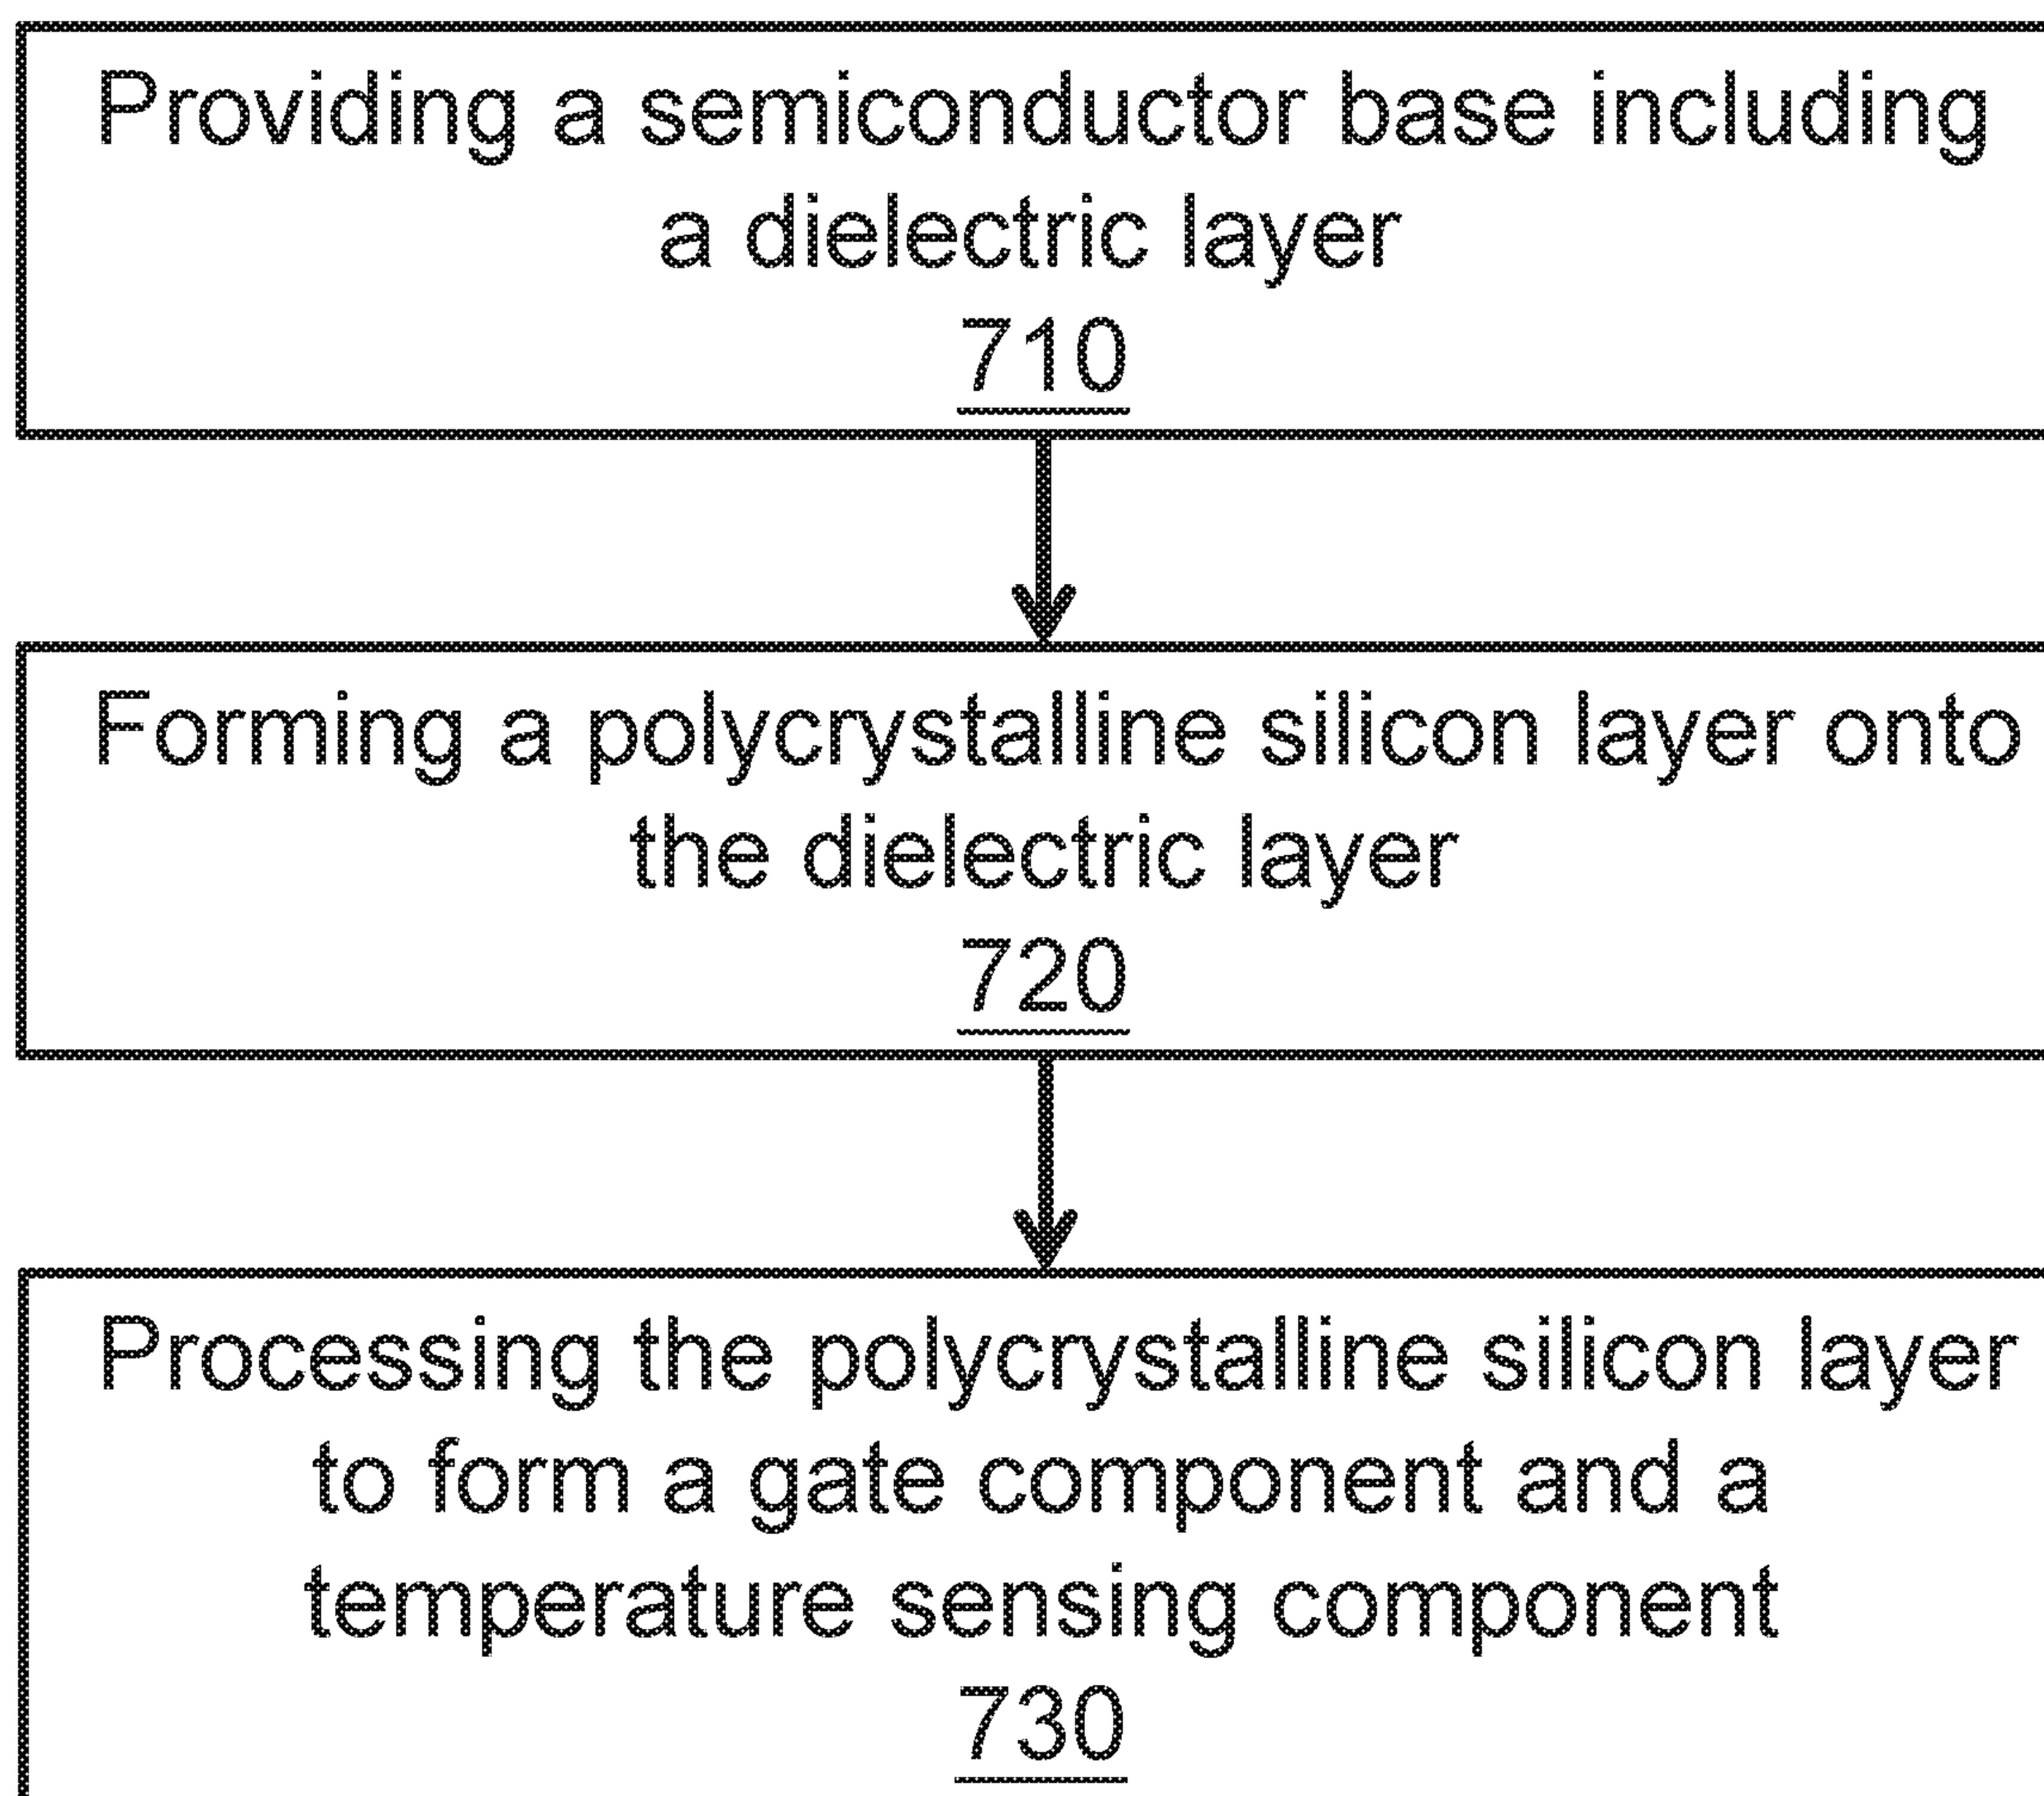 Providing a semiconductor base including
a dielectric layer
710
Forming a polycrystalline silicon layer onto
the dielectric layer
720
Processing the polycrystalline silicon layer
to form a gate component and a
temperature sensing component
730